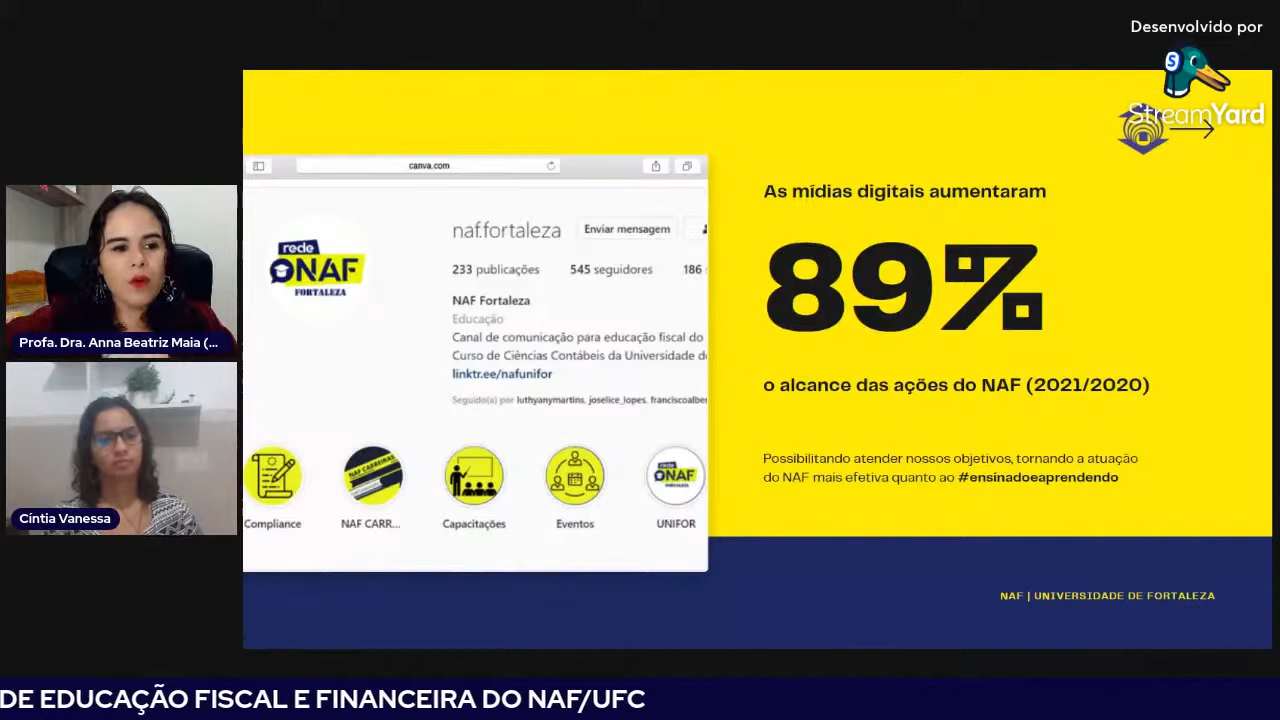 Desenvolvido por
StreamYard
canva.com
naf.fortaleza
Enviar mensagem
233 publicações
545 seguidores
186
NAF Fortaleza
Educação
Canal de comunicação para educação fiscal do
Curso de Ciências Contábeis da Universidade d
linktr.ee/nafunifor
Seguido(a) por luthyanymartins, joselice_lopes, franciscoalber
rede
NAF
FORTALEZA
Compliance
NAF CARR...
Capacitações
Eventos
rede
NAF
FORTALEZA
UNIFOR
As mídias digitais aumentaram
89%
o alcance das ações do NAF (2021/2020)
Possibilitando atender nossos objetivos, tornando a atuação
do NAF mais efetiva quanto ao #ensinadoeaprendendo
NAF | UNIVERSIDADE DE FORTALEZA
Profa. Dra. Anna Beatriz Maia (...
Cíntia Vanessa
DE EDUCAÇÃO FISCAL E FINANCEIRA DO NAF/UFC